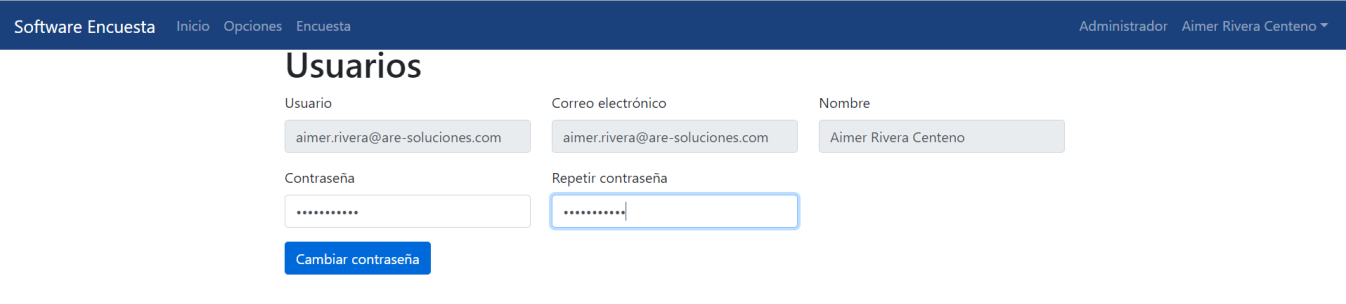 Software Encuesta Inicio Opciones Encuesta Administrador Aimer Rivera Centeno
Usuarios
Usuario Correo electrónico Nombre
aimer.rivera@are-soluciones.com aimer.rivera@are-soluciones.com Aimer Rivera Centeno
Contraseña Repetir contraseña
••••••••••• •••••••••••
Cambiar contraseña